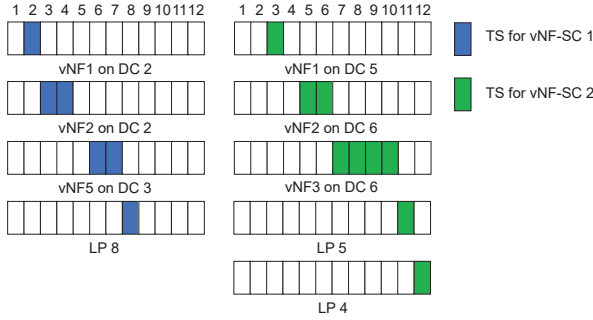 1 2 3 4 5 6 7 8 9 10 11 12
vNF1 on DC 2
vNF2 on DC 2
vNF5 on DC 3
LP 8
1 2 3 4 5 6 7 8 9 10 11 12
vNF1 on DC 5
vNF2 on DC 6
vNF3 on DC 6
LP 5
LP 4
TS for vNF-SC 1
TS for vNF-SC 2